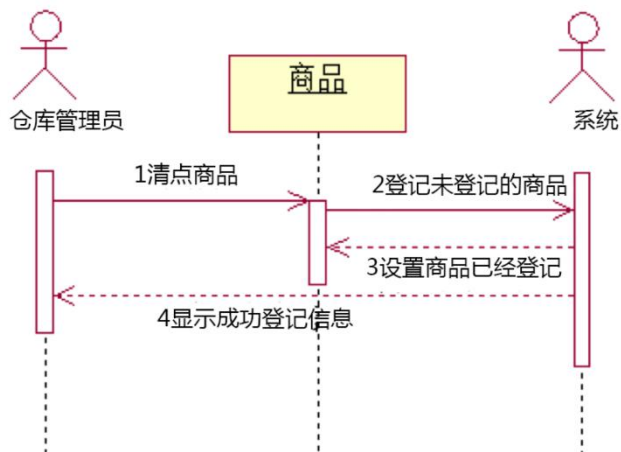 商品
仓库管理员
系统
1清点商品
2登记未登记的商品
3设置商品已经登记
4显示成功登记信息